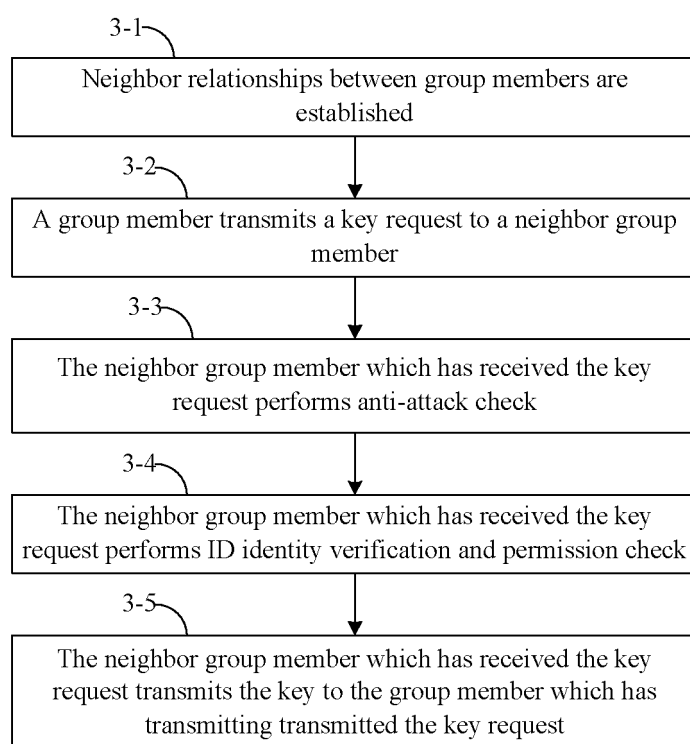 3-1
Neighbor relationships between group members are
established
3-2
A group member transmits a key request to a neighbor group
member
3-3
The neighbor group member which has received the key
request performs anti-attack check
3-4
The neighbor group member which has received the key
request performs ID identity verification and permission check
3-5
The neighbor group member which has received the key
request transmits the key to the group member which has
transmitting transmitted the key request